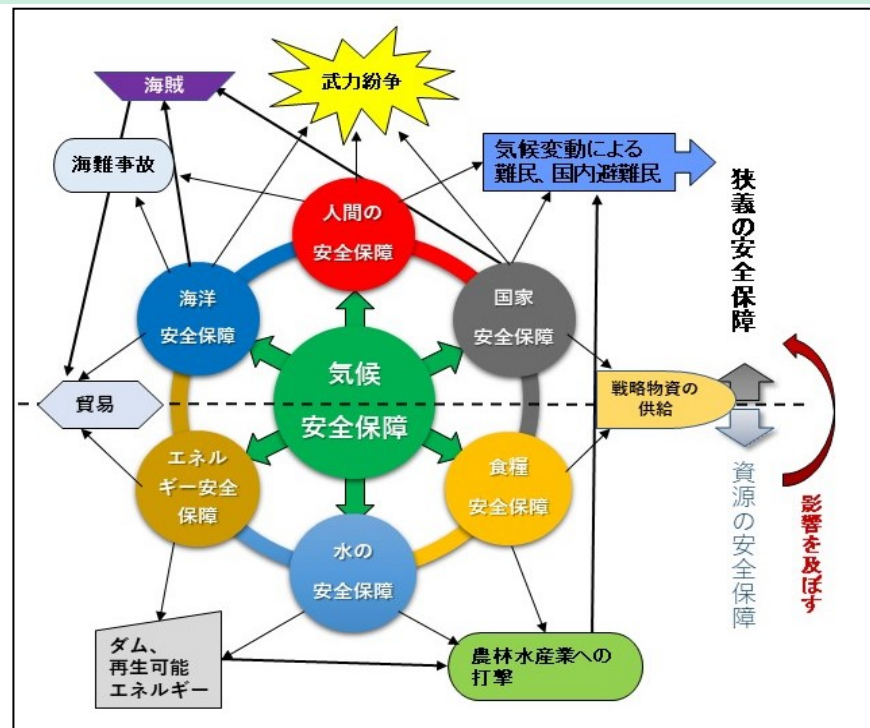 海賊
武力紛争
海難事故
気候変動による
難民、国内避難民
狭義の安全保障
人間の
安全保障
海洋
安全保障
国家
安全保障
気候
安全保障
貿易
戦略物資の
供給
エネル
ギー安全
保障
食糧
安全保障
水の
安全保障
資源の安全保障
影響を及ぼす
ダム、
再生可能
エネルギー
農林水産業への
打撃